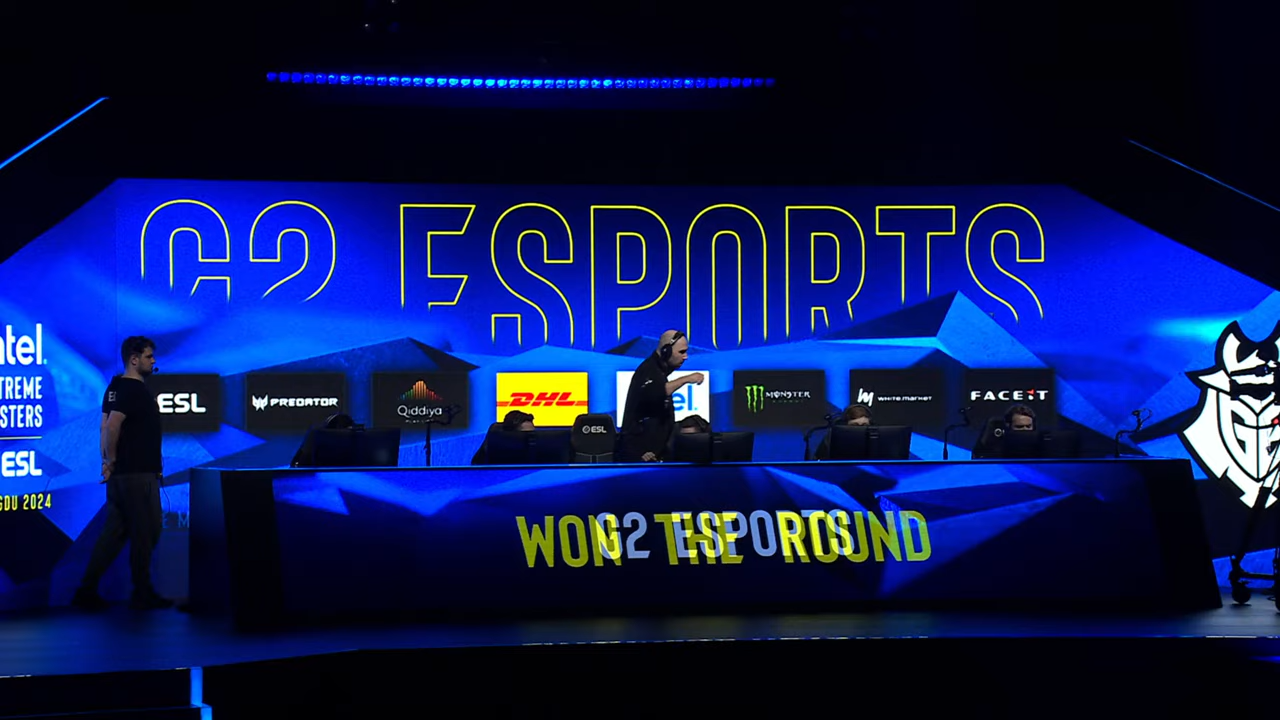 G2 ESPORTS
ntel.
TREME
STERS
ESL
GDU 2024
ESL
PREDATOR
Qiddiya
DHL
el.
MONSTER
WHITE.MARKET
FACEIT
ESL
WON THE ROUND
G2 ESPORTS